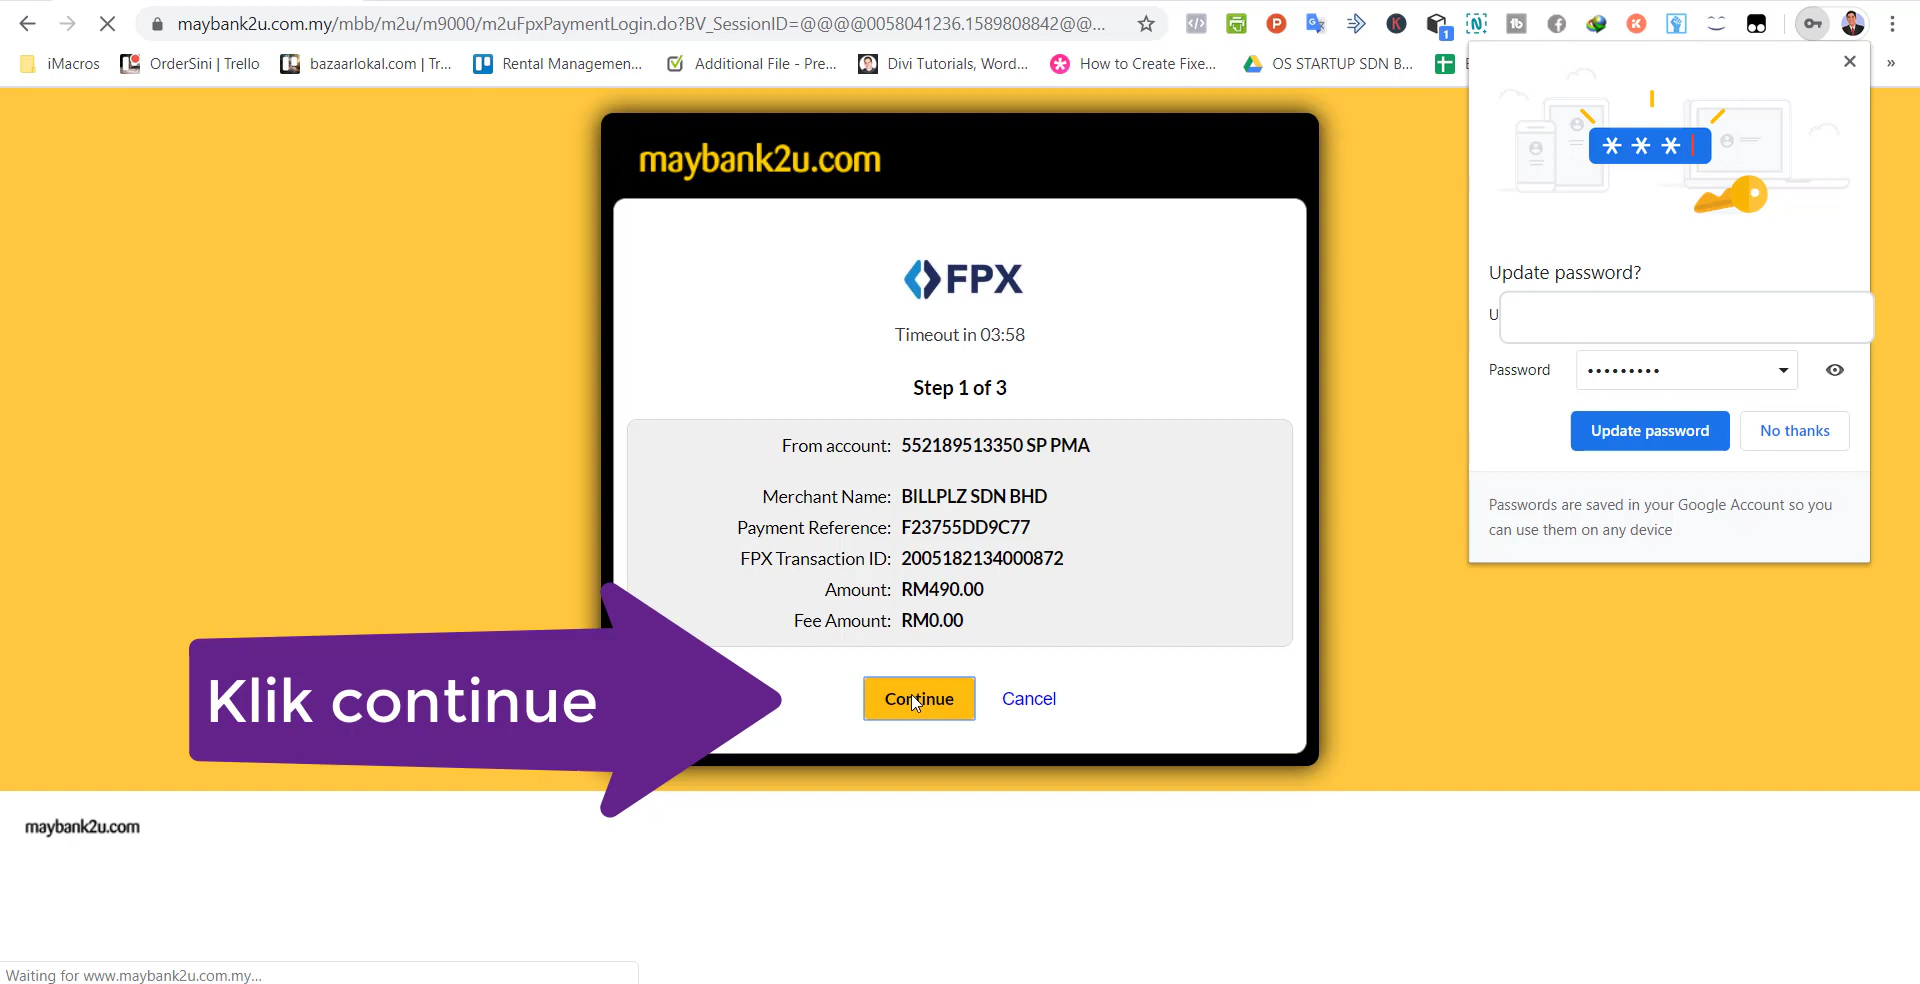 maybank2u.com.my/mbb/m2u/m9000/m2uFpxPaymentLogin.do?BV_SessionID=@@@@0058041236.1589808842@@...
iMacros
OrderSini | Trello
bazaarlokal.com | Tr...
Rental Managemen...
Additional File - Pre...
Divi Tutorials, Word...
How to Create Fixe...
OS STARTUP SDN B...
»
maybank2u.com
FPX
Timeout in 03:58
Step 1 of 3
From account: 552189513350 SP PMA
Merchant Name: BILLPLZ SDN BHD
Payment Reference: F23755DD9C77
FPX Transaction ID: 2005182134000872
Amount: RM490.00
Fee Amount: RM0.00
Klik continue
Continue
Cancel
* * *
Update password?
U
Password •••••••••
Update password
No thanks
Passwords are saved in your Google Account so you
can use them on any device
maybank2u.com
Waiting for www.maybank2u.com.my...